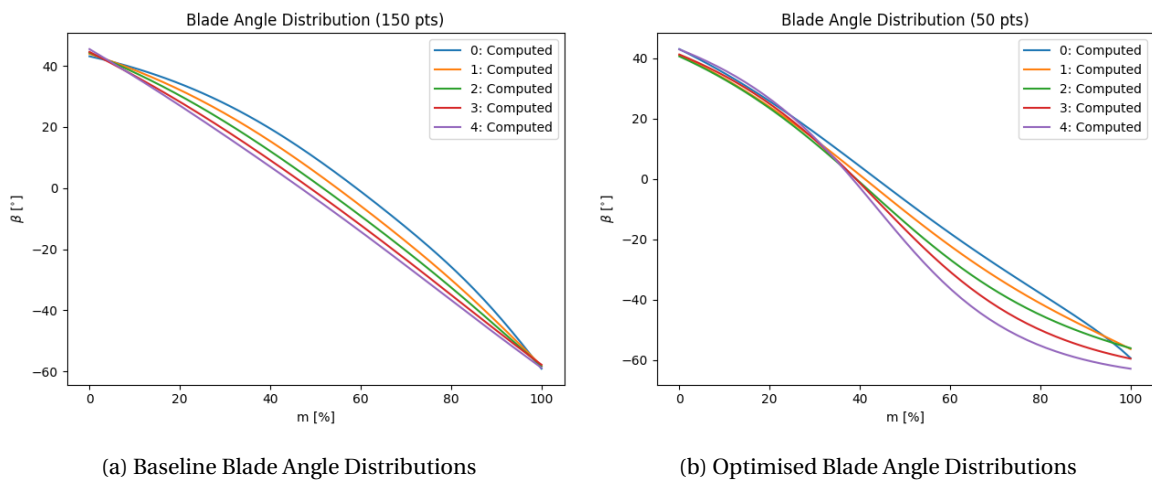 Blade Angle Distribution (150 pts)
40
20
0
−20
−40
−60
β [°]
0 20 40 60 80 100
m [%]
0: Computed
1: Computed
2: Computed
3: Computed
4: Computed
(a) Baseline Blade Angle Distributions
Blade Angle Distribution (50 pts)
40
20
0
−20
−40
−60
β [°]
0 20 40 60 80 100
m [%]
0: Computed
1: Computed
2: Computed
3: Computed
4: Computed
(b) Optimised Blade Angle Distributions